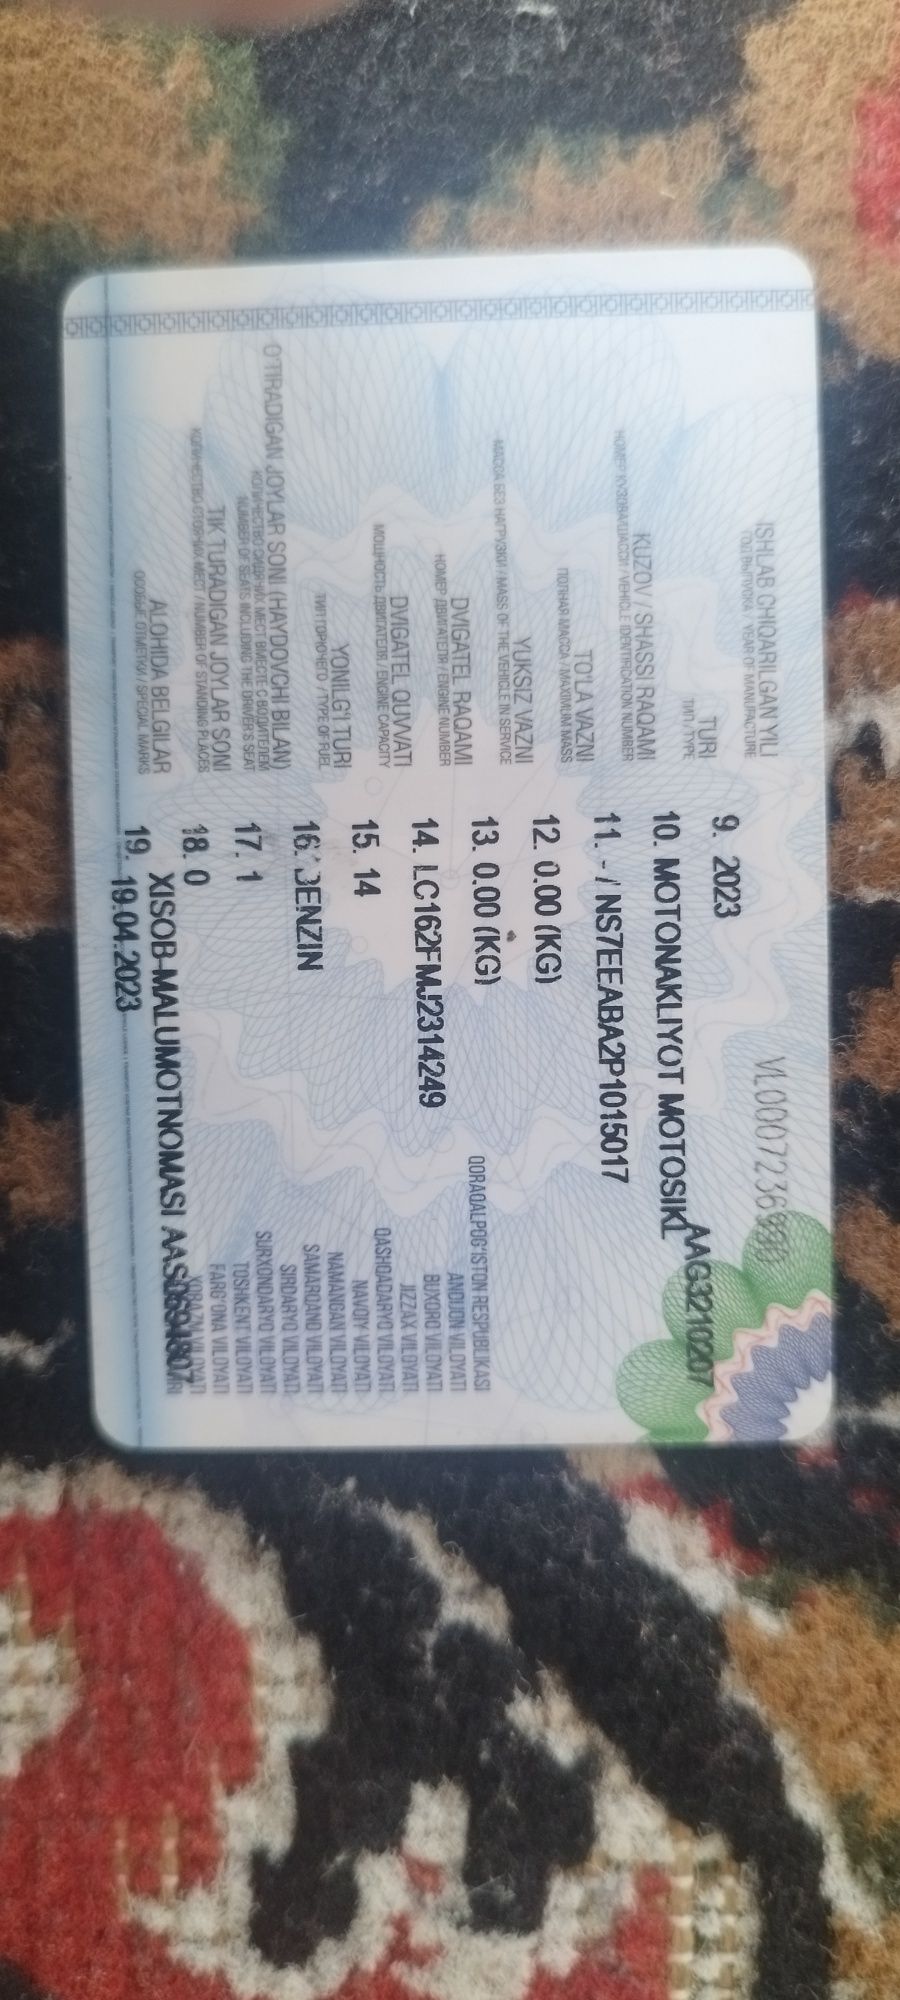 VL0007236990
ISHLAB CHIQARILGAN YILI 9. 2023
ГОД ВЫПУСКА YEAR OF MANUFACTURE
AAG3210207
TURI 10. MOTONAKLIYOT MOTOSIKL
ТИП / TYPE
KUZOV / SHASSI RAQAMI 11. - / NS7EEABA2P1015017
НОМЕР КУЗОВА/ШАССИ / VEHICLE IDENTIFICATION NUMBER
TO'LA VAZNI 12. 0.00 (KG)
ПОЛНАЯ МАССА / MAXIMUM MASS
YUKSIZ VAZNI 13. 0.00 (KG)
МАССА БЕЗ НАГРУЗКИ / MASS OF THE VEHICLE IN SERVICE
DVIGATEL RAQAMI 14. LC162FMJ2314249
НОМЕР ДВИГАТЕЛЯ / ENGINE NUMBER
DVIGATEL QUVVATI 15. 14
МОЩНОСТЬ ДВИГАТЕЛЯ / ENGINE CAPACITY
YONILG'I TURI 16. BENZIN
ТИП ГОРЮЧЕГО / TYPE OF FUEL
O'TIRADIGAN JOYLAR SONI (HAYDOVCHI BILAN) 17. 1
КОЛИЧЕСТВО СИДЯЧИХ МЕСТ ВМЕСТЕ С ВОДИТЕЛЕМ
NUMBER OF SEATS INCLUDING THE DRIVER'S SEAT
TIK TURADIGAN JOYLAR SONI 18. 0
КОЛИЧЕСТВО СТОЯЧИХ МЕСТ / NUMBER OF STANDING PLACES
ALOHIDA BELGILAR 19. XISOB-MALUMOTNOMASI AAS0694807
ОСОБЫЕ ОТМЕТКИ / SPECIAL MARKS
19.04.2023
QORAQALPOG'ISTON RESPUBLIKASI
ANDIJON VILOYATI
BUXORO VILOYATI
JIZZAX VILOYATI
QASHQADARYO VILOYATI
NAVOIY VILOYATI
NAMANGAN VILOYATI
SAMARQAND VILOYATI
SIRDARYO VILOYATI
SURXONDARYO VILOYATI
TOSHKENT VILOYATI
FARG'ONA VILOYATI
XORAZM VILOYATI